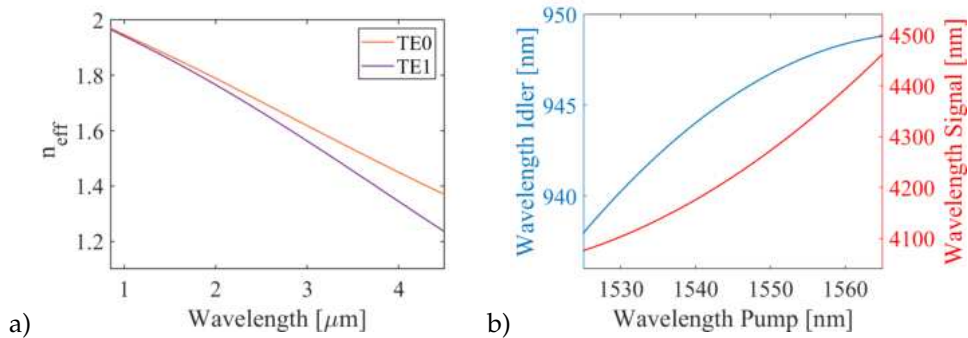 2
1.8
1.6
1.4
1.2
n_eff
TE0
TE1
1 2 3 4
Wavelength [μm]
a)
950
945
940
Wavelength Idler [nm]
4500
4400
4300
4200
4100
Wavelength Signal [nm]
1530 1540 1550 1560
Wavelength Pump [nm]
b)